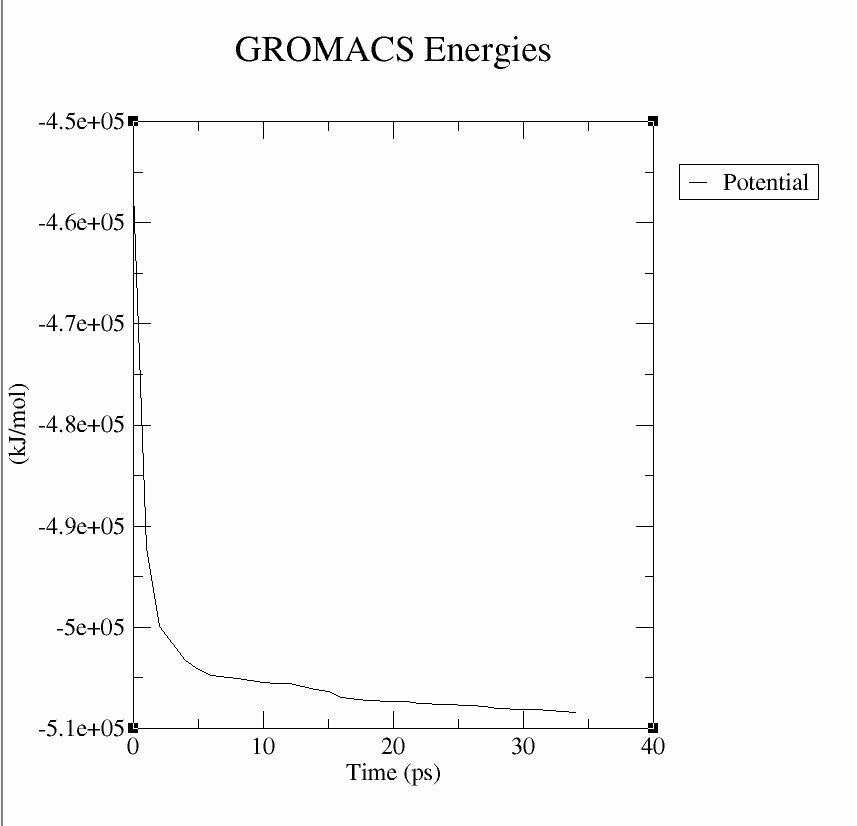 GROMACS Energies
-4.5e+05
Potential
-4.6e+05
-4.7e+05
-4.8e+05
(kJ/mol)
-4.9e+05
-5e+05
-5.1e+05
0 10 20 30 40
Time (ps)